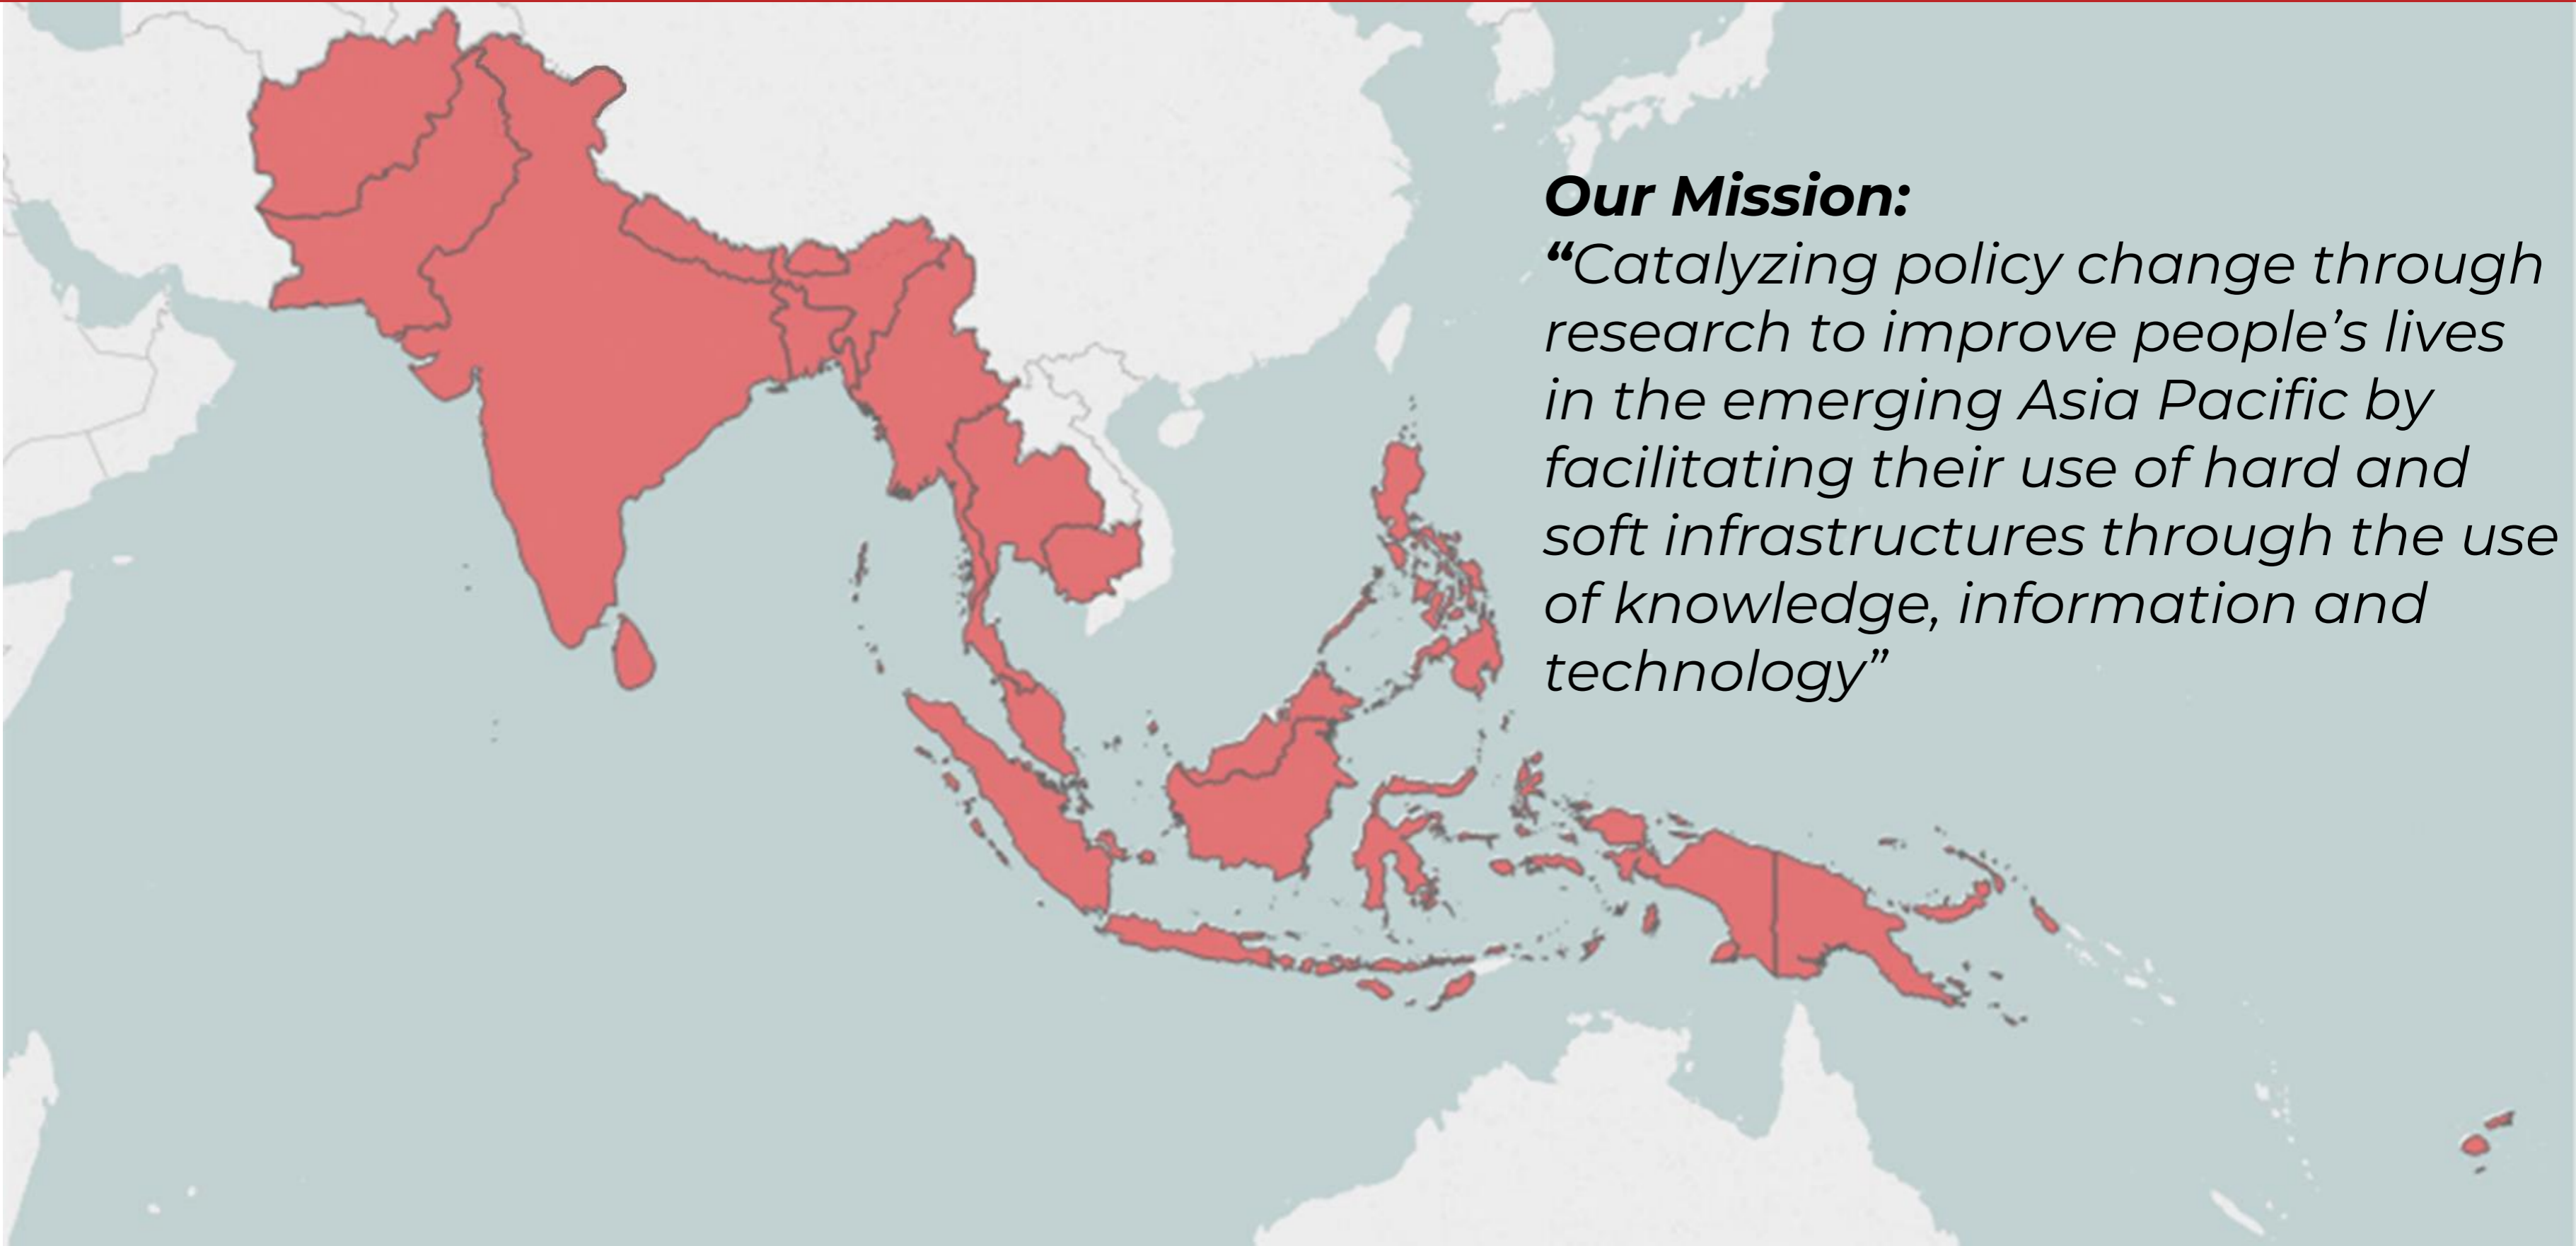 Our Mission:
“Catalyzing policy change through
research to improve people’s lives
in the emerging Asia Pacific by
facilitating their use of hard and
soft infrastructures through the use
of knowledge, information and
technology”